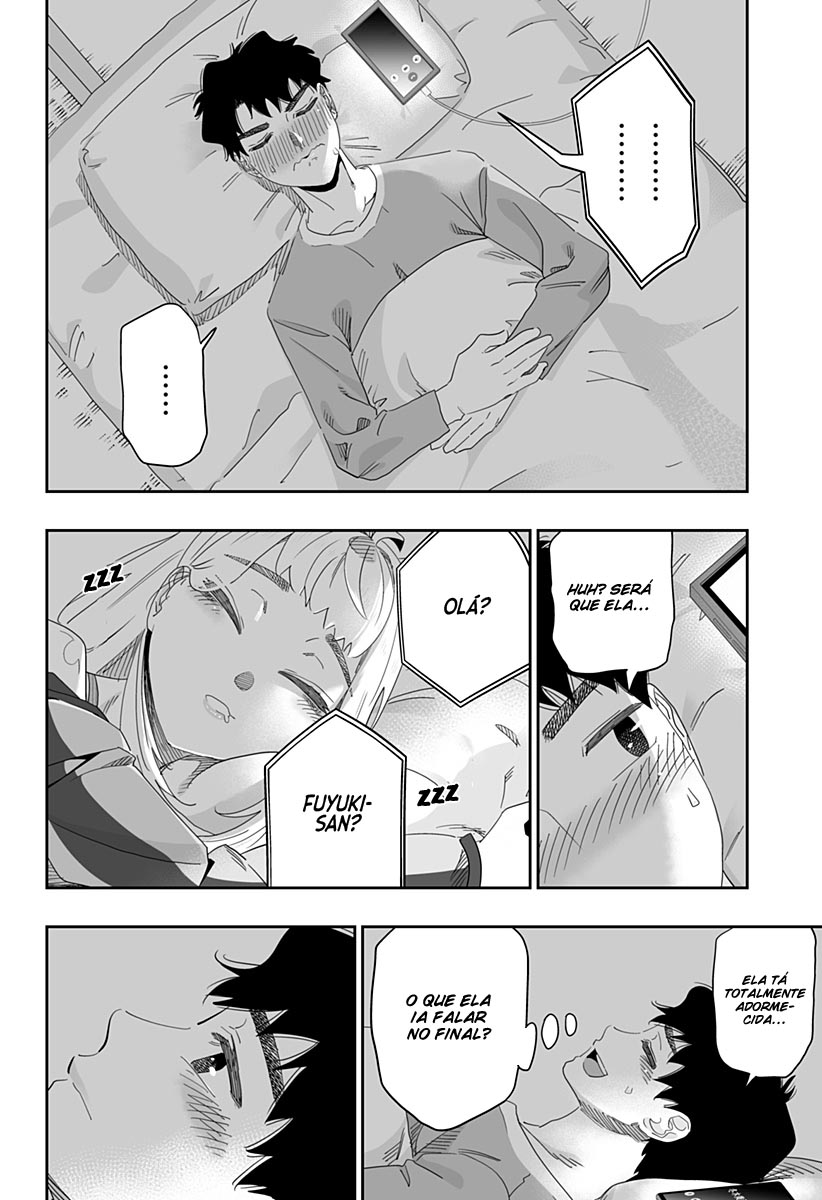 ………
……
HUH? SERÁ
QUE ELA...
OLÁ?
FUYUKI-
SAN?
ZZZ
ZZZ
ELA TÁ
TOTALMENTE
ADORME-
CIDA...
O QUE ELA
IA FALAR
NO FINAL?